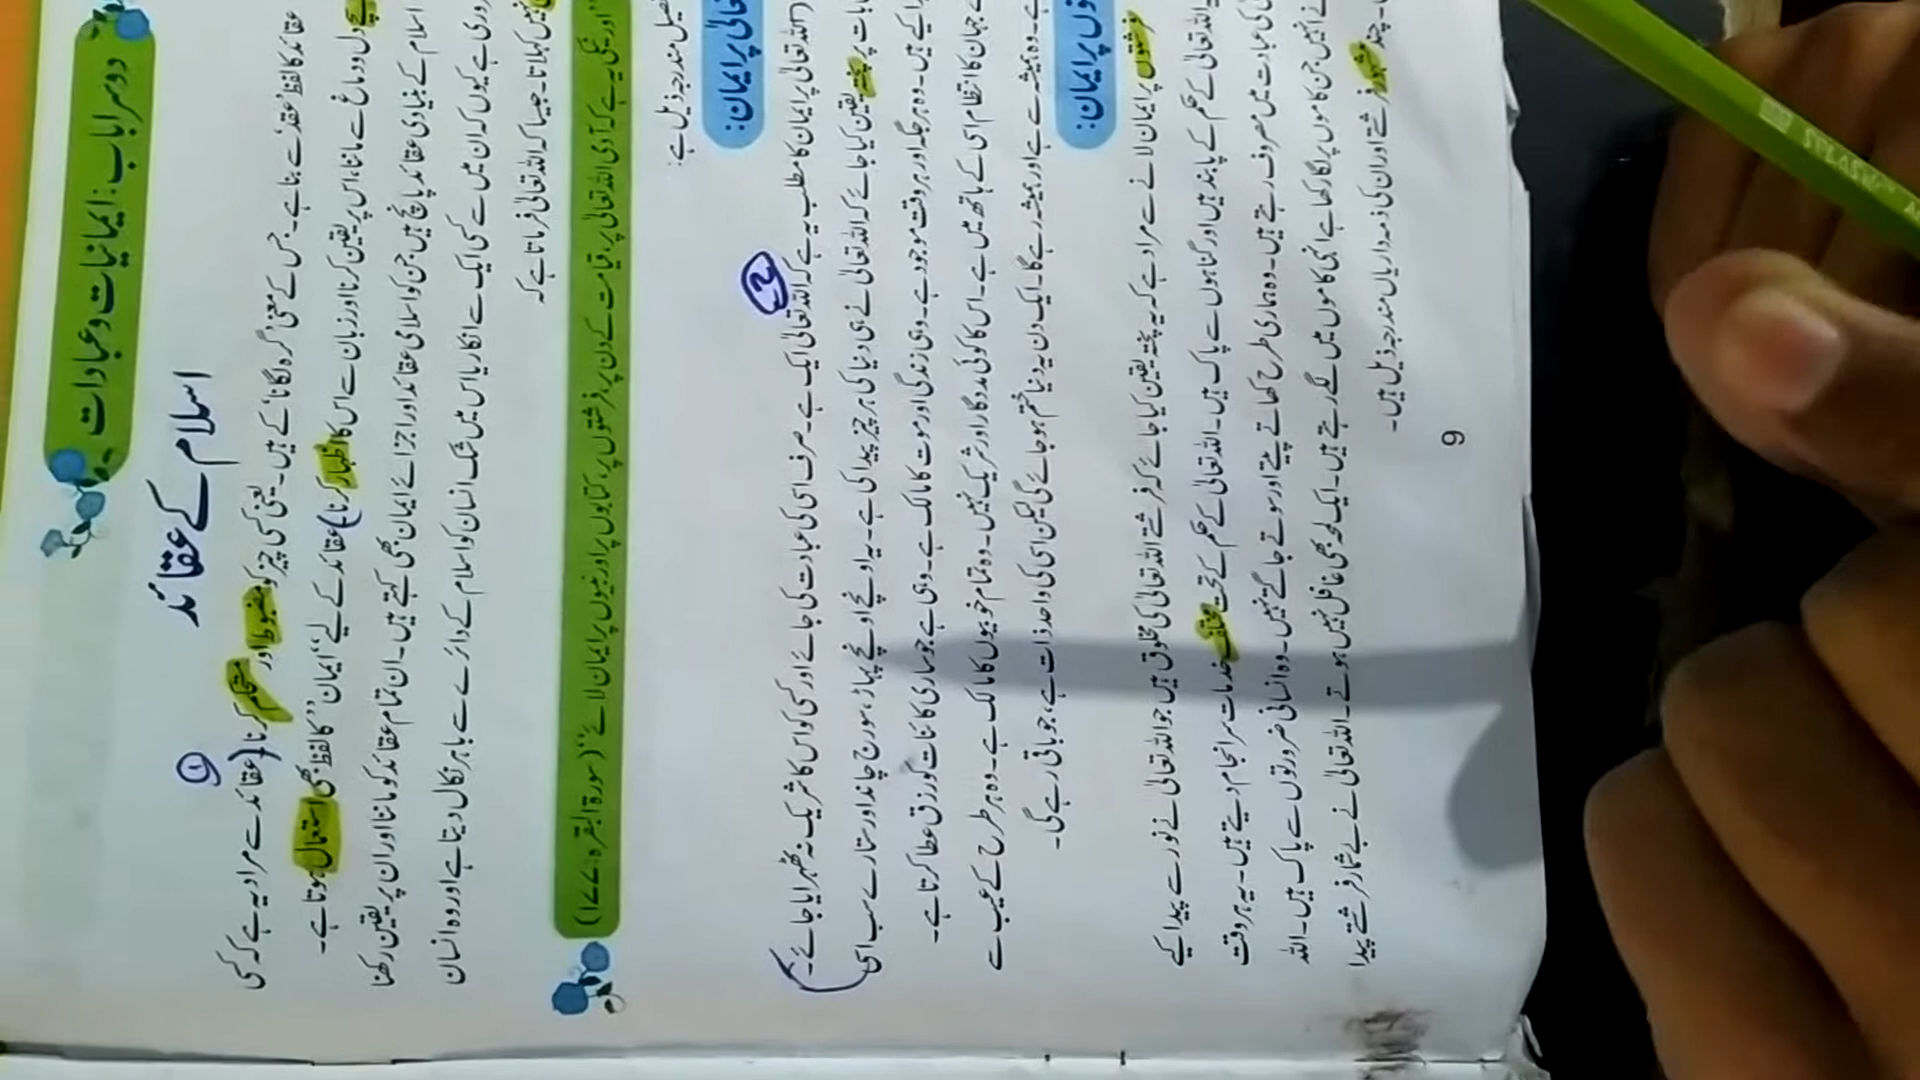 دوسرا باب: ایمانیات و عبادات
اسلام کے عقائد
عقائد کا لفظ ’عقد‘ سے بنا ہے۔ جس کے معنی ’گرہ لگانا‘ کے ہیں۔ یعنی کسی چیز کو مضبوط اور مستحکم کرنا (عقائد سے مراد یہ ہے کہ کسی
دل و دماغ سے ماننا، اس پر یقین کرنا اور زبان سے اس کا اظہار کرنا) عقائد کے لیے ”ایمان“ کا لفظ بھی استعمال ہوتا ہے۔
اسلام کے بنیادی عقائد پانچ ہیں جن کو اسلامی عقائد اور اجزائے ایمان بھی کہتے ہیں۔ ان تمام عقائد کو ماننا اور ان پر یقین رکھنا
ہے کیوں کہ ان میں سے کسی ایک سے انکار یا اس میں شک انسان کو اسلام کے دائرے سے باہر نکال دیتا ہے اور وہ انسان
نہیں کہلاتا۔ جیسا کہ اللہ تعالیٰ فرماتا ہے کہ
اور نیکی یہ ہے کہ آدمی اللہ تعالیٰ پر، قیامت کے دن پر، فرشتوں پر، کتابوں پر اور نبیوں پر ایمان لائے“ (سورۃ البقرہ ۱۷۷)
مندرجہ ذیل ہے:
پر ایمان:
اللہ تعالیٰ پر ایمان کا مطلب یہ ہے کہ اللہ تعالیٰ ایک ہے۔ صرف اسی کی عبادت کی جائے اور کسی کو اس کا شریک نہ ٹھہرایا جائے۔)
بات پر پختہ یقین کیا جائے کہ اللہ تعالیٰ نے ہی دنیا کی ہر چیز پیدا کی ہے۔ یہ اونچے اونچے پہاڑ، سورج چاند اور ستارے سب اسی
کیے ہیں۔ وہ ہر جگہ اور ہر وقت موجود ہے۔ وہی زندگی اور موت کا مالک ہے۔ وہی ہے جو ساری کائنات کو رزق عطا کرتا ہے۔
جہان کا انتظام اسی کے ہاتھ میں ہے۔ اس کا کوئی مددگار اور شریک نہیں۔ وہ تمام خوبیوں کا مالک ہے۔ وہ ہر طرح کے عیب سے
ہے۔ وہ ہمیشہ سے ہے اور ہمیشہ رہے گا۔ ایک دن یہ دنیا ختم ہو جائے گی لیکن اسی کی واحد ذات ہے، جو باقی رہے گی۔
پر ایمان:
فرشتوں پر ایمان لانے سے مراد ہے کہ یہ پختہ یقین کیا جائے کہ فرشتے اللہ تعالیٰ کی مخلوق ہیں جو اللہ تعالیٰ نے نور سے پیدا کیے
اللہ تعالیٰ کے حکم کے پابند ہیں اور گناہوں سے پاک ہیں۔ اللہ تعالیٰ کے حکم کے تحت مختلف خدمات سرانجام دیتے ہیں۔ یہ ہر وقت
کی عبادت میں مصروف رہتے ہیں۔ وہ ہماری طرح کھاتے پیتے اور سوتے جاگتے نہیں۔ وہ انسانی ضرورتوں سے پاک ہیں۔ اللہ
نے انہیں جن کاموں پر لگا رکھا ہے انہی کاموں میں لگے رہتے ہیں۔ ایک لمحہ بھی غافل نہیں ہوتے۔ اللہ تعالیٰ نے بے شمار فرشتے پیدا
چند مشہور فرشتے اور ان کی ذمہ داریاں مندرجہ ذیل ہیں۔
9
SPLASH